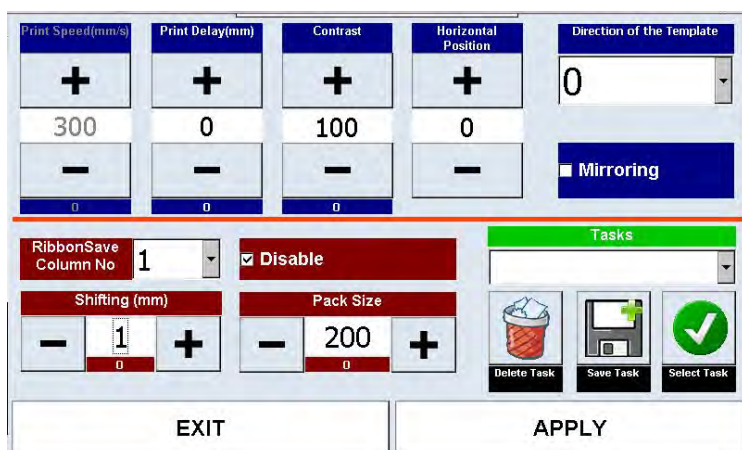 Print Speed(mm/s)
300
0
Print Delay(mm)
0
0
Contrast
100
0
Horizontal
Position
0
Direction of the Template
0
Mirroring
RibbonSave
Column No
1
Disable
Shifting (mm)
1
0
Pack Size
200
0
Tasks
Delete Task
Save Task
Select Task
EXIT
APPLY